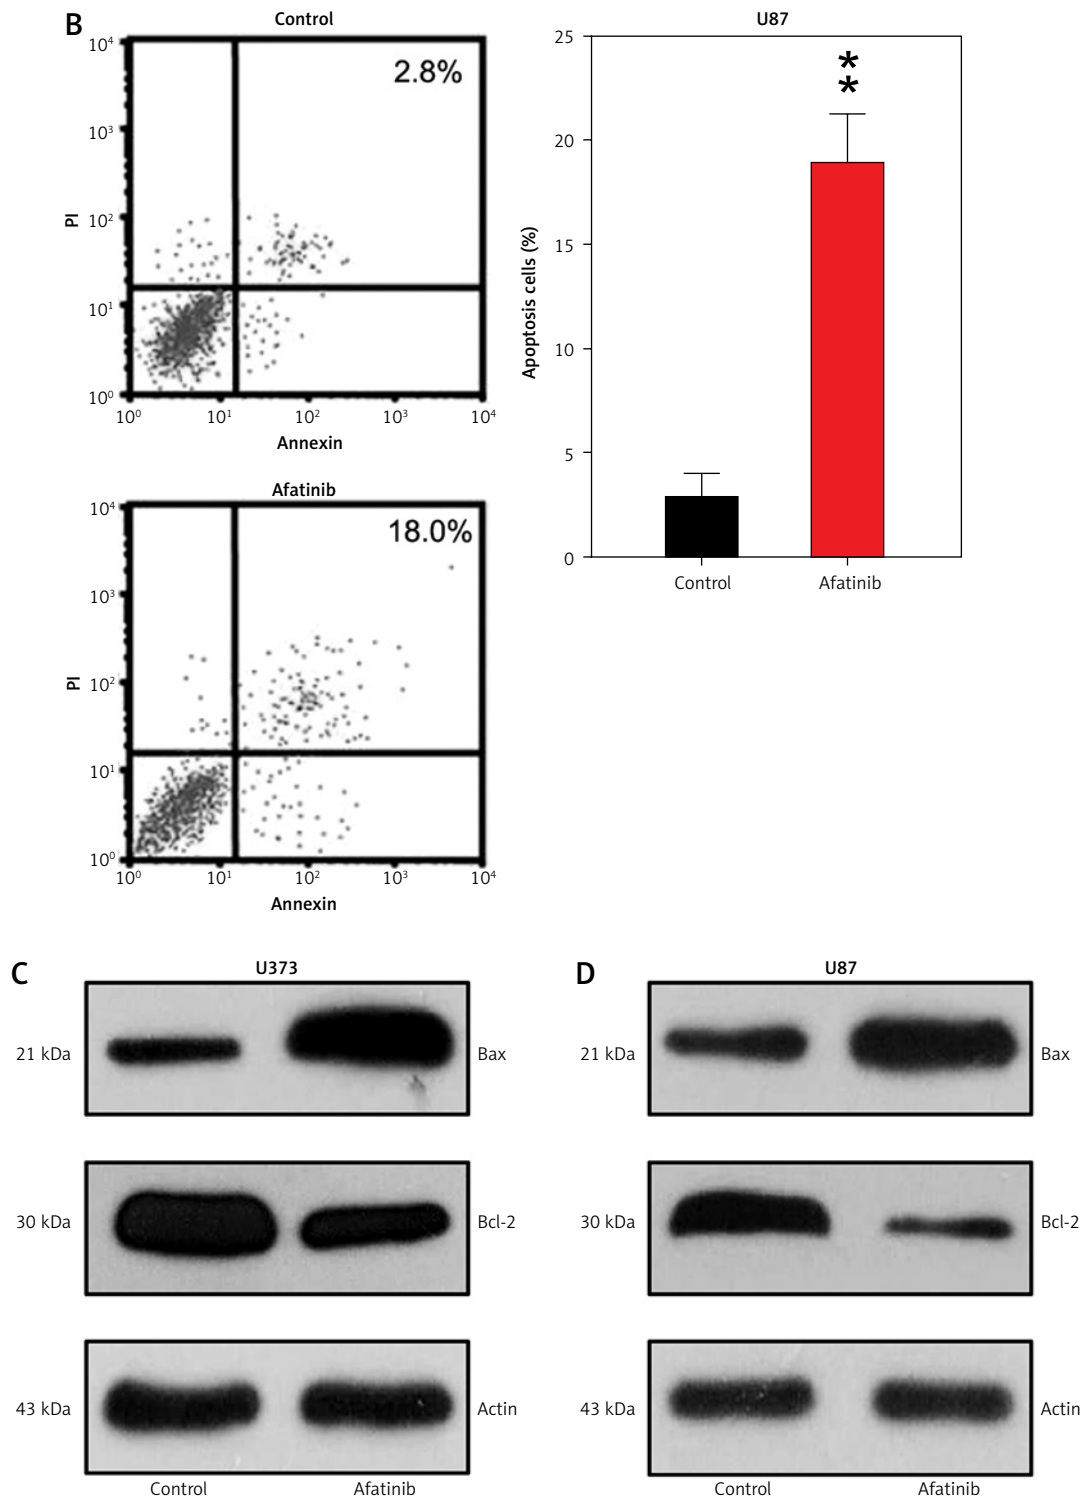 B
Control
2.8%
10⁴
10³
10²
10¹
10⁰
PI
10⁰ 10¹ 10² 10³ 10⁴
Annexin
U87
25
20
15
10
5
0
Apoptosis cells (%)
**
Control Afatinib
Afatinib
18.0%
10⁴
10³
10²
10¹
10⁰
PI
10⁰ 10¹ 10² 10³ 10⁴
Annexin
C
U373
21 kDa Bax
30 kDa Bcl-2
43 kDa Actin
Control Afatinib
D
U87
21 kDa Bax
30 kDa Bcl-2
43 kDa Actin
Control Afatinib